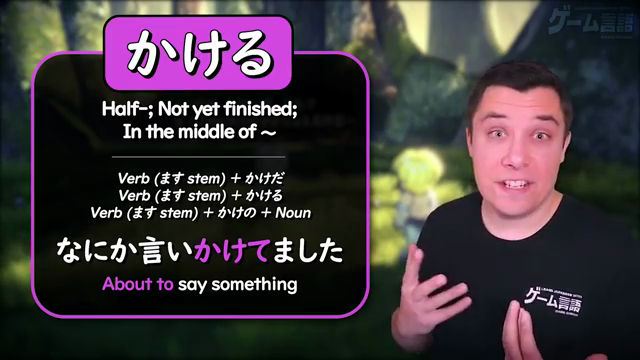 かける
Half-; Not yet finished;
In the middle of ～
Verb (ます stem) + かけだ
Verb (ます stem) + かける
Verb (ます stem) + かけの + Noun
なにか言いかけてました
About to say something
ゲーム言語
LEARN JAPANESE WITH
ゲーム言語